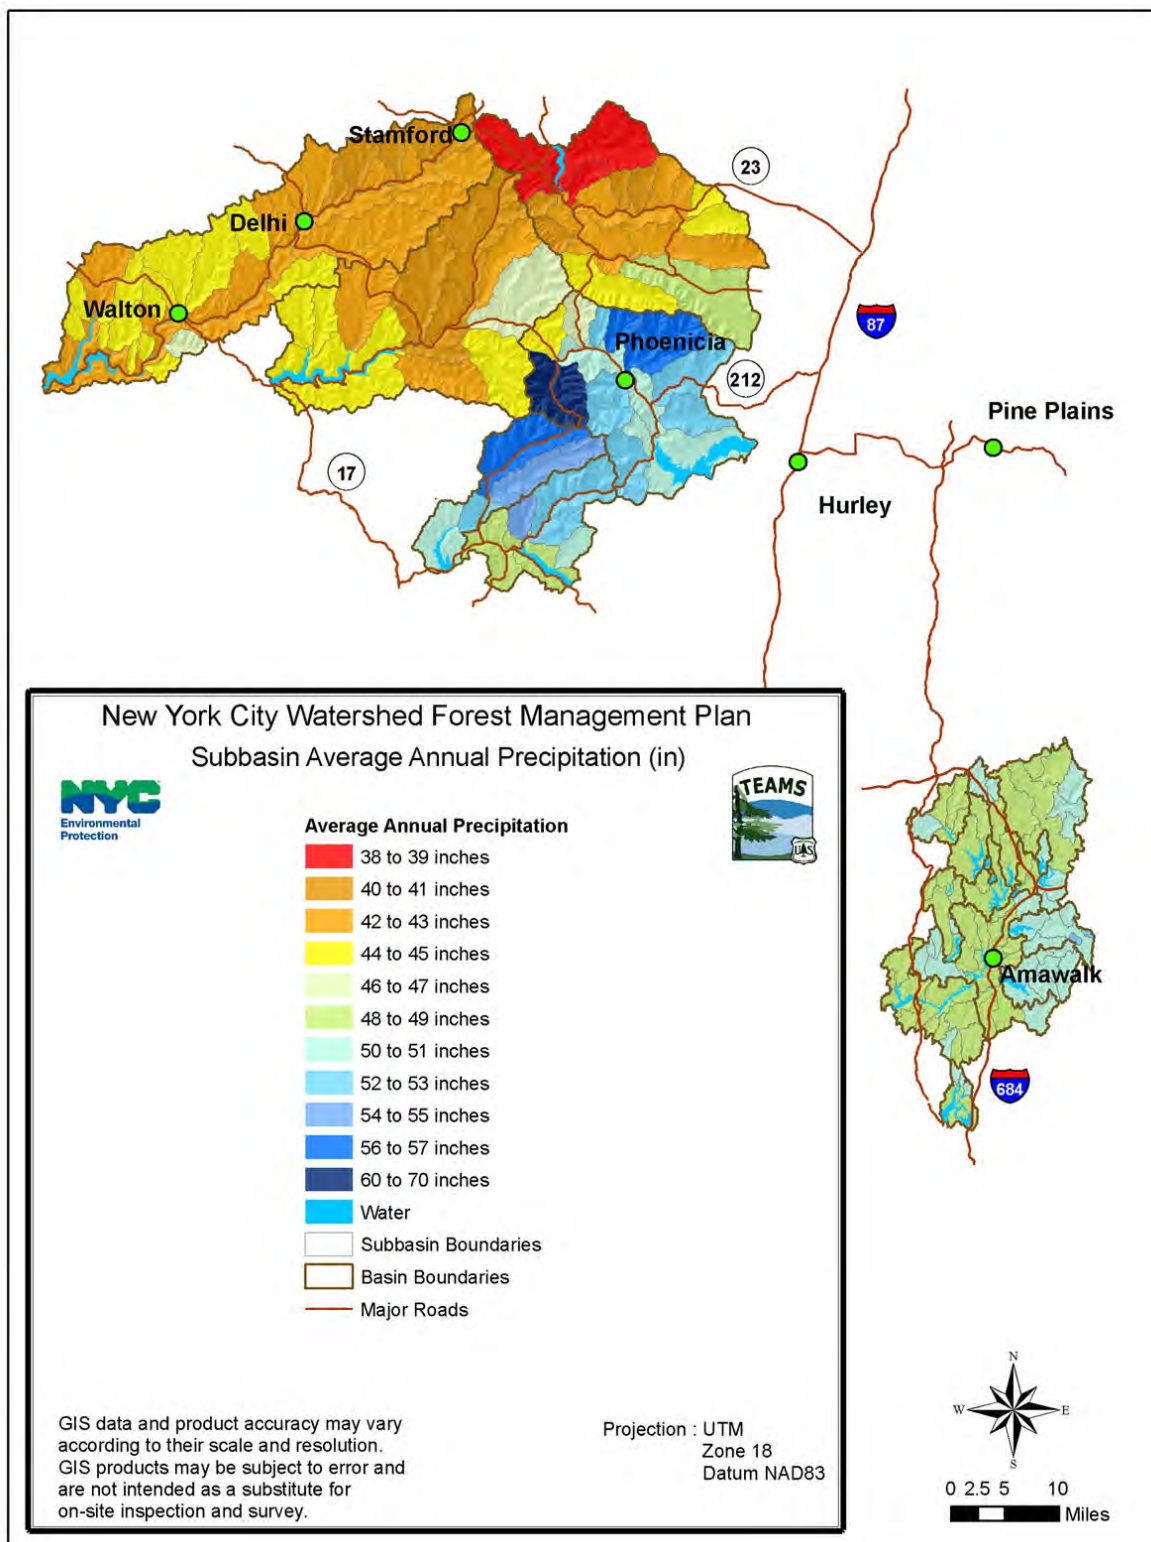 Stamford
23
Delhi
Walton
87
Phoenicia
212
Pine Plains
17
Hurley
New York City Watershed Forest Management Plan
Subbasin Average Annual Precipitation (in)
NYC
Environmental
Protection
TEAMS
U S
Average Annual Precipitation
38 to 39 inches
40 to 41 inches
42 to 43 inches
44 to 45 inches
46 to 47 inches
48 to 49 inches
50 to 51 inches
52 to 53 inches
54 to 55 inches
56 to 57 inches
60 to 70 inches
Water
Subbasin Boundaries
Basin Boundaries
Major Roads
Amawalk
684
GIS data and product accuracy may vary
according to their scale and resolution.
GIS products may be subject to error and
are not intended as a substitute for
on-site inspection and survey.
Projection : UTM
Zone 18
Datum NAD83
N
W E
S
0 2.5 5 10
Miles